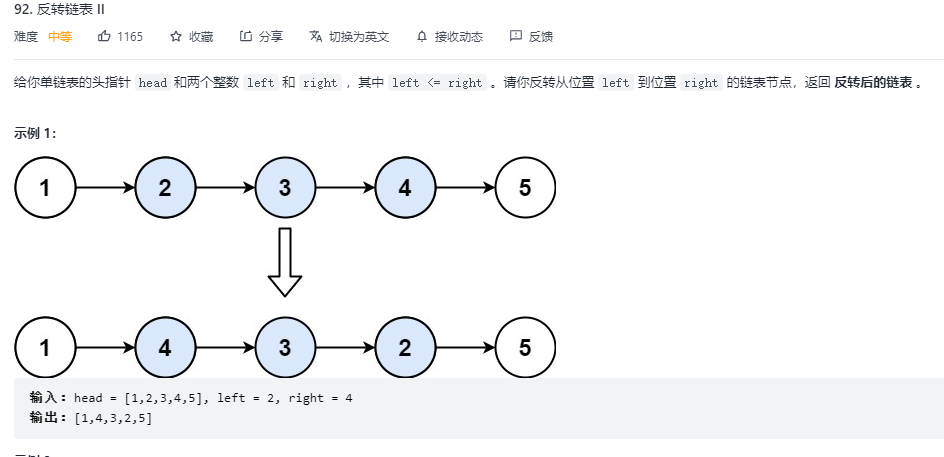 92. 反转链表 II
难度 中等 1165 收藏 分享 切换为英文 接收动态 反馈
给你单链表的头指针 head 和两个整数 left 和 right ，其中 left <= right 。请你反转从位置 left 到位置 right 的链表节点，返回 反转后的链表 。
示例 1：
1 2 3 4 5
1 4 3 2 5
输入：head = [1,2,3,4,5], left = 2, right = 4
输出：[1,4,3,2,5]